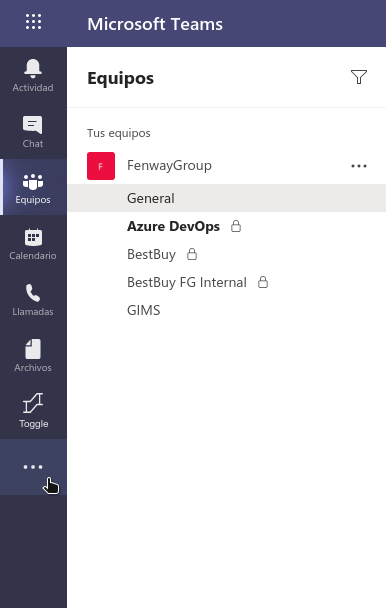 Microsoft Teams
Actividad
Chat
Equipos
Calendario
Llamadas
Archivos
Toggle
Equipos
Tus equipos
F FenwayGroup
General
Azure DevOps
BestBuy
BestBuy FG Internal
GIMS